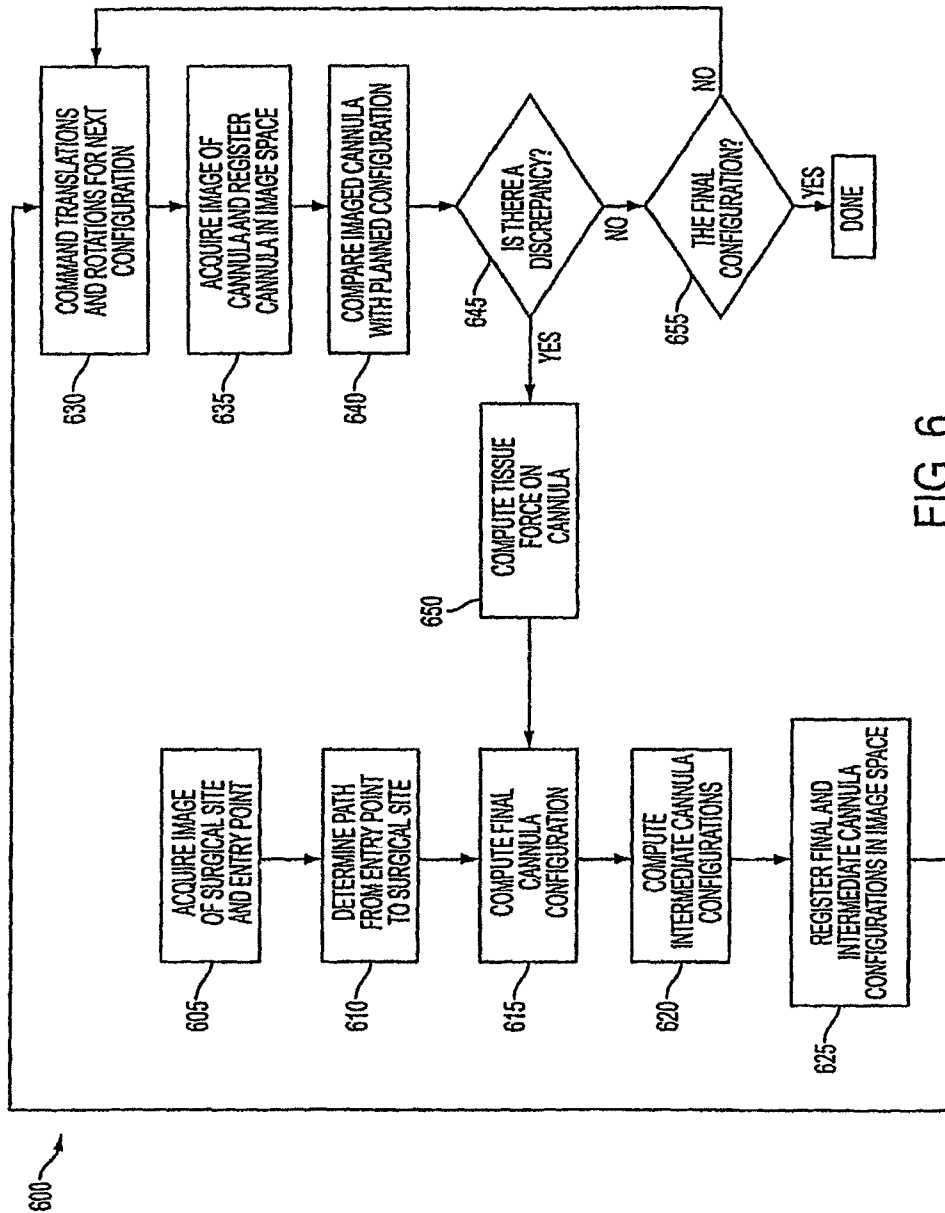 600
605
ACQUIRE IMAGE
OF SURGICAL SITE
AND ENTRY POINT
610
DETERMINE PATH
FROM ENTRY POINT
TO SURGICAL SITE
615
COMPUTE FINAL
CANNULA
CONFIGURATION
620
COMPUTE
INTERMEDIATE CANNULA
CONFIGURATIONS
625
REGISTER FINAL AND
INTERMEDIATE CANNULA
CONFIGURATIONS IN IMAGE SPACE
630
COMMAND TRANSLATIONS
AND ROTATIONS FOR NEXT
CONFIGURATION
635
ACQUIRE IMAGE OF
CANNULA AND REGISTER
CANNULA IN IMAGE SPACE
640
COMPARE IMAGED CANNULA
WITH PLANNED CONFIGURATION
645
IS THERE A
DISCREPANCY?
YES
NO
650
COMPUTE TISSUE
FORCE ON
CANNULA
655
THE FINAL
CONFIGURATION?
NO
YES
DONE
FIG. 6